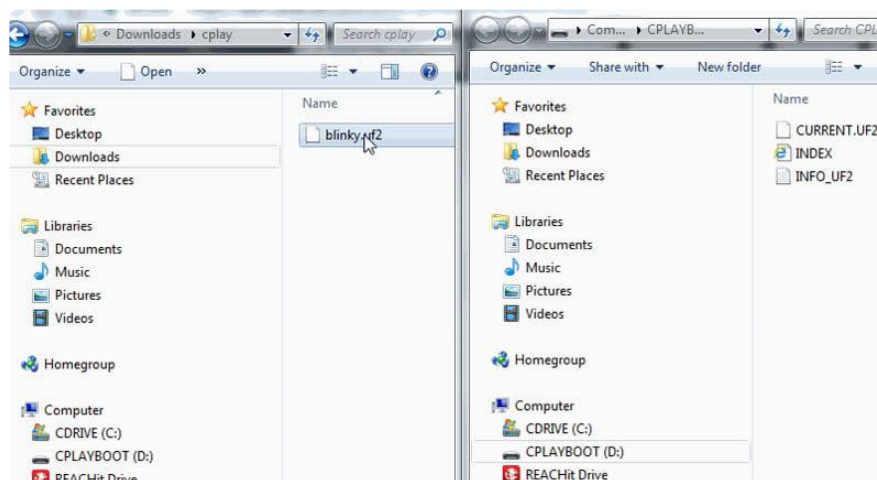 « Downloads cplay
Search cplay
Organize
Open
»
Name
blinky.uf2
Favorites
Desktop
Downloads
Recent Places
Libraries
Documents
Music
Pictures
Videos
Homegroup
Computer
CDRIVE (C:)
CPLAYBOOT (D:)
REACHit Drive
Com... CPLAYB...
Search CPL
Organize
Share with
New folder
Name
CURRENT.UF2
INDEX
INFO_UF2
Favorites
Desktop
Downloads
Recent Places
Libraries
Documents
Music
Pictures
Videos
Homegroup
Computer
CDRIVE (C:)
CPLAYBOOT (D:)
REACHit Drive